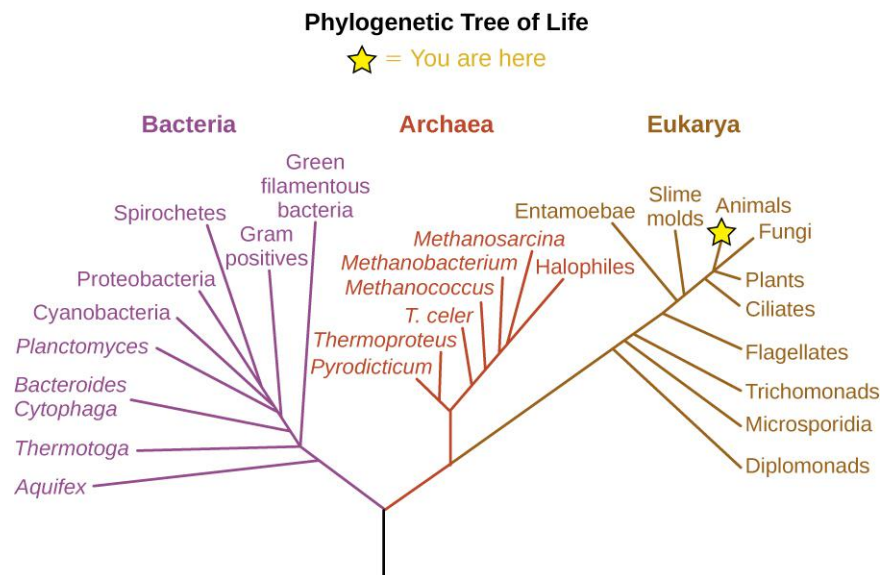 Phylogenetic Tree of Life
= You are here
Bacteria
Archaea
Eukarya
Green
filamentous
bacteria
Spirochetes
Gram
positives
Proteobacteria
Cyanobacteria
Planctomyces
Bacteroides
Cytophaga
Thermotoga
Aquifex
Methanosarcina
Methanobacterium
Halophiles
Methanococcus
T. celer
Thermoproteus
Pyrodicticum
Entamoebae
Slime
molds
Animals
Fungi
Plants
Ciliates
Flagellates
Trichomonads
Microsporidia
Diplomonads